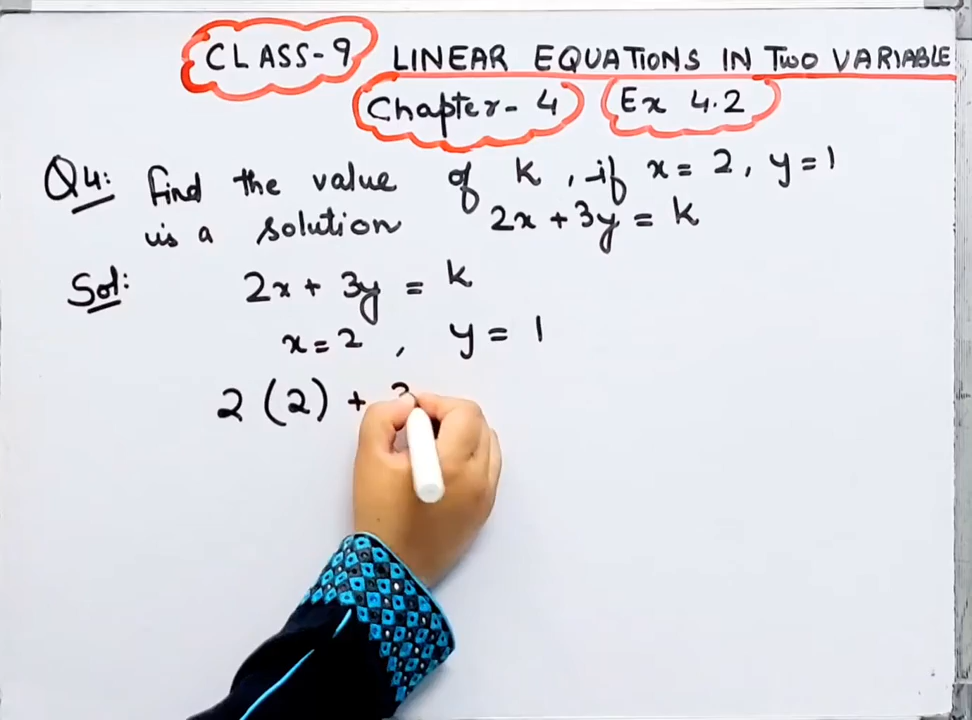 CLASS-9 LINEAR EQUATIONS IN TWO VARIABLE
Chapter-4 Ex 4.2
Q4: Find the value of k, if x = 2, y = 1
is a solution 2x + 3y = k
Sol: 2x + 3y = k
x = 2, y = 1
2 (2) +